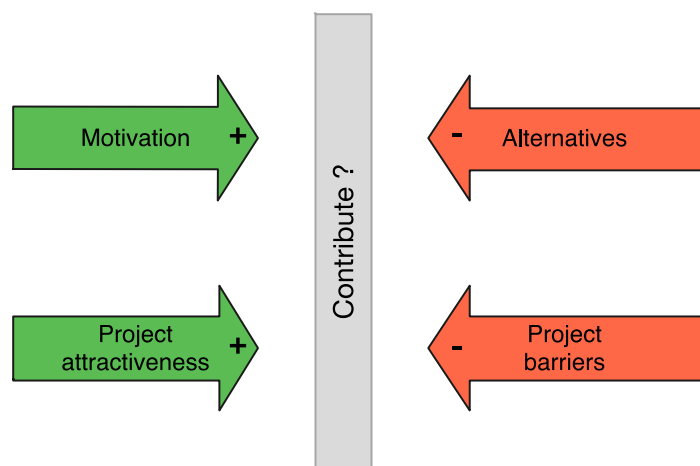 Motivation +
- Alternatives
Contribute ?
Project
attractiveness +
- Project
barriers